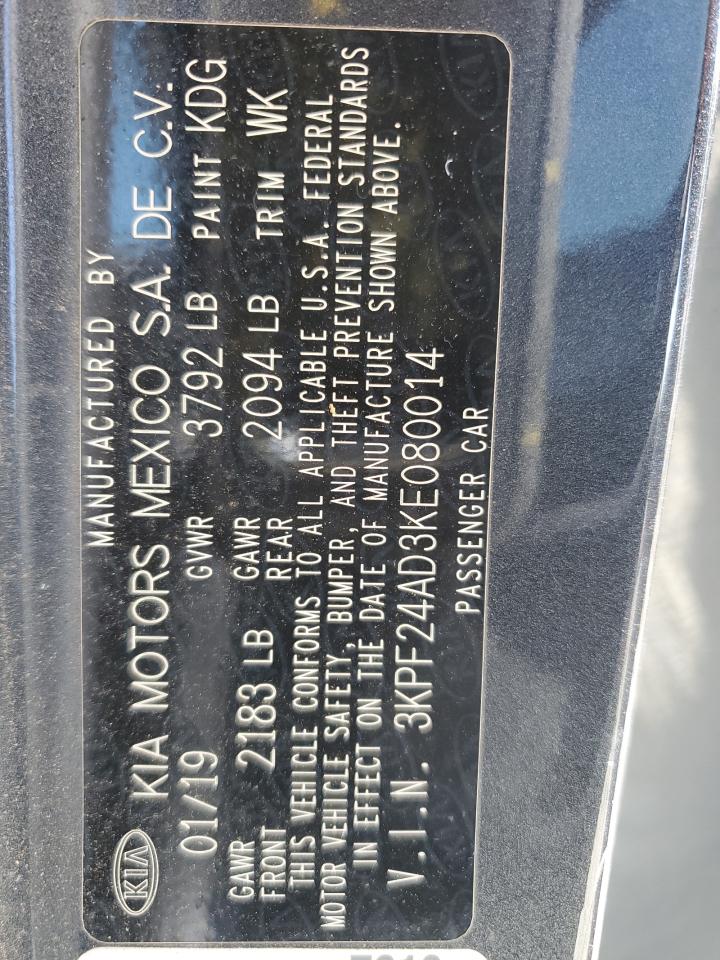 MANUFACTURED BY
KIA KIA MOTORS MEXICO S.A. DE C.V.
01/19 GVWR 3792 LB PAINT KDG
GAWR FRONT 2183 LB GAWR REAR 2094 LB TRIM WK
THIS VEHICLE CONFORMS TO ALL APPLICABLE U.S.A. FEDERAL
MOTOR VEHICLE SAFETY, BUMPER, AND THEFT PREVENTION STANDARDS
IN EFFECT ON THE DATE OF MANUFACTURE SHOWN ABOVE.
V.I.N. 3KPF24AD3KE080014
PASSENGER CAR